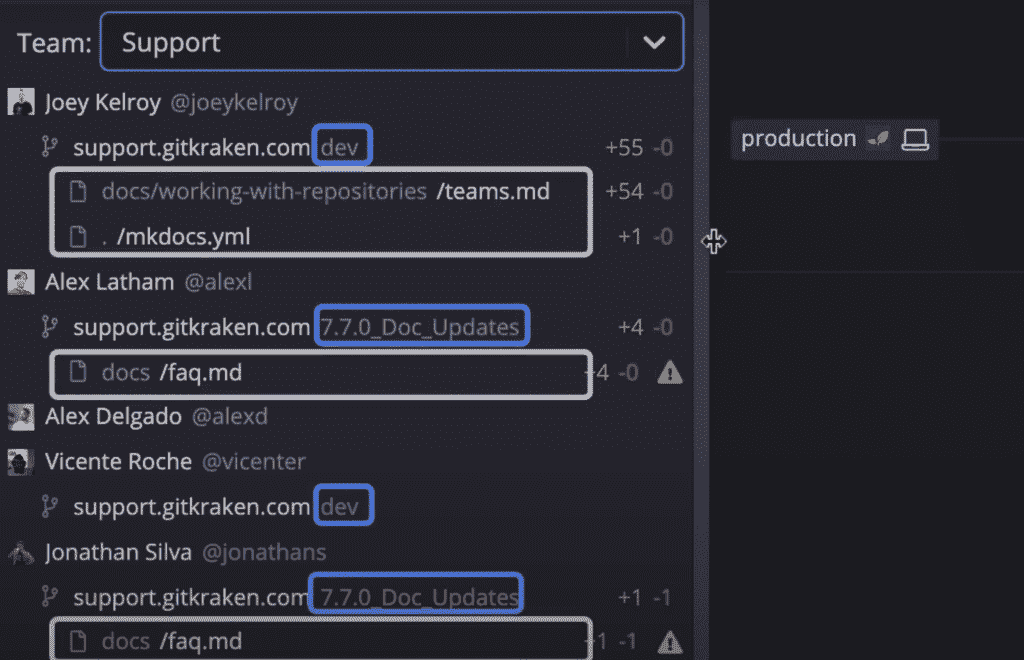 Team: Support
Joey Kelroy @joeykelroy
support.gitkraken.com dev +55 -0
docs/working-with-repositories /teams.md +54 -0
. /mkdocs.yml +1 -0
production
Alex Latham @alexl
support.gitkraken.com 7.7.0_Doc_Updates +4 -0
docs /faq.md +4 -0
Alex Delgado @alexd
Vicente Roche @vicenter
support.gitkraken.com dev
Jonathan Silva @jonathans
support.gitkraken.com 7.7.0_Doc_Updates +1 -1
docs /faq.md +1 -1